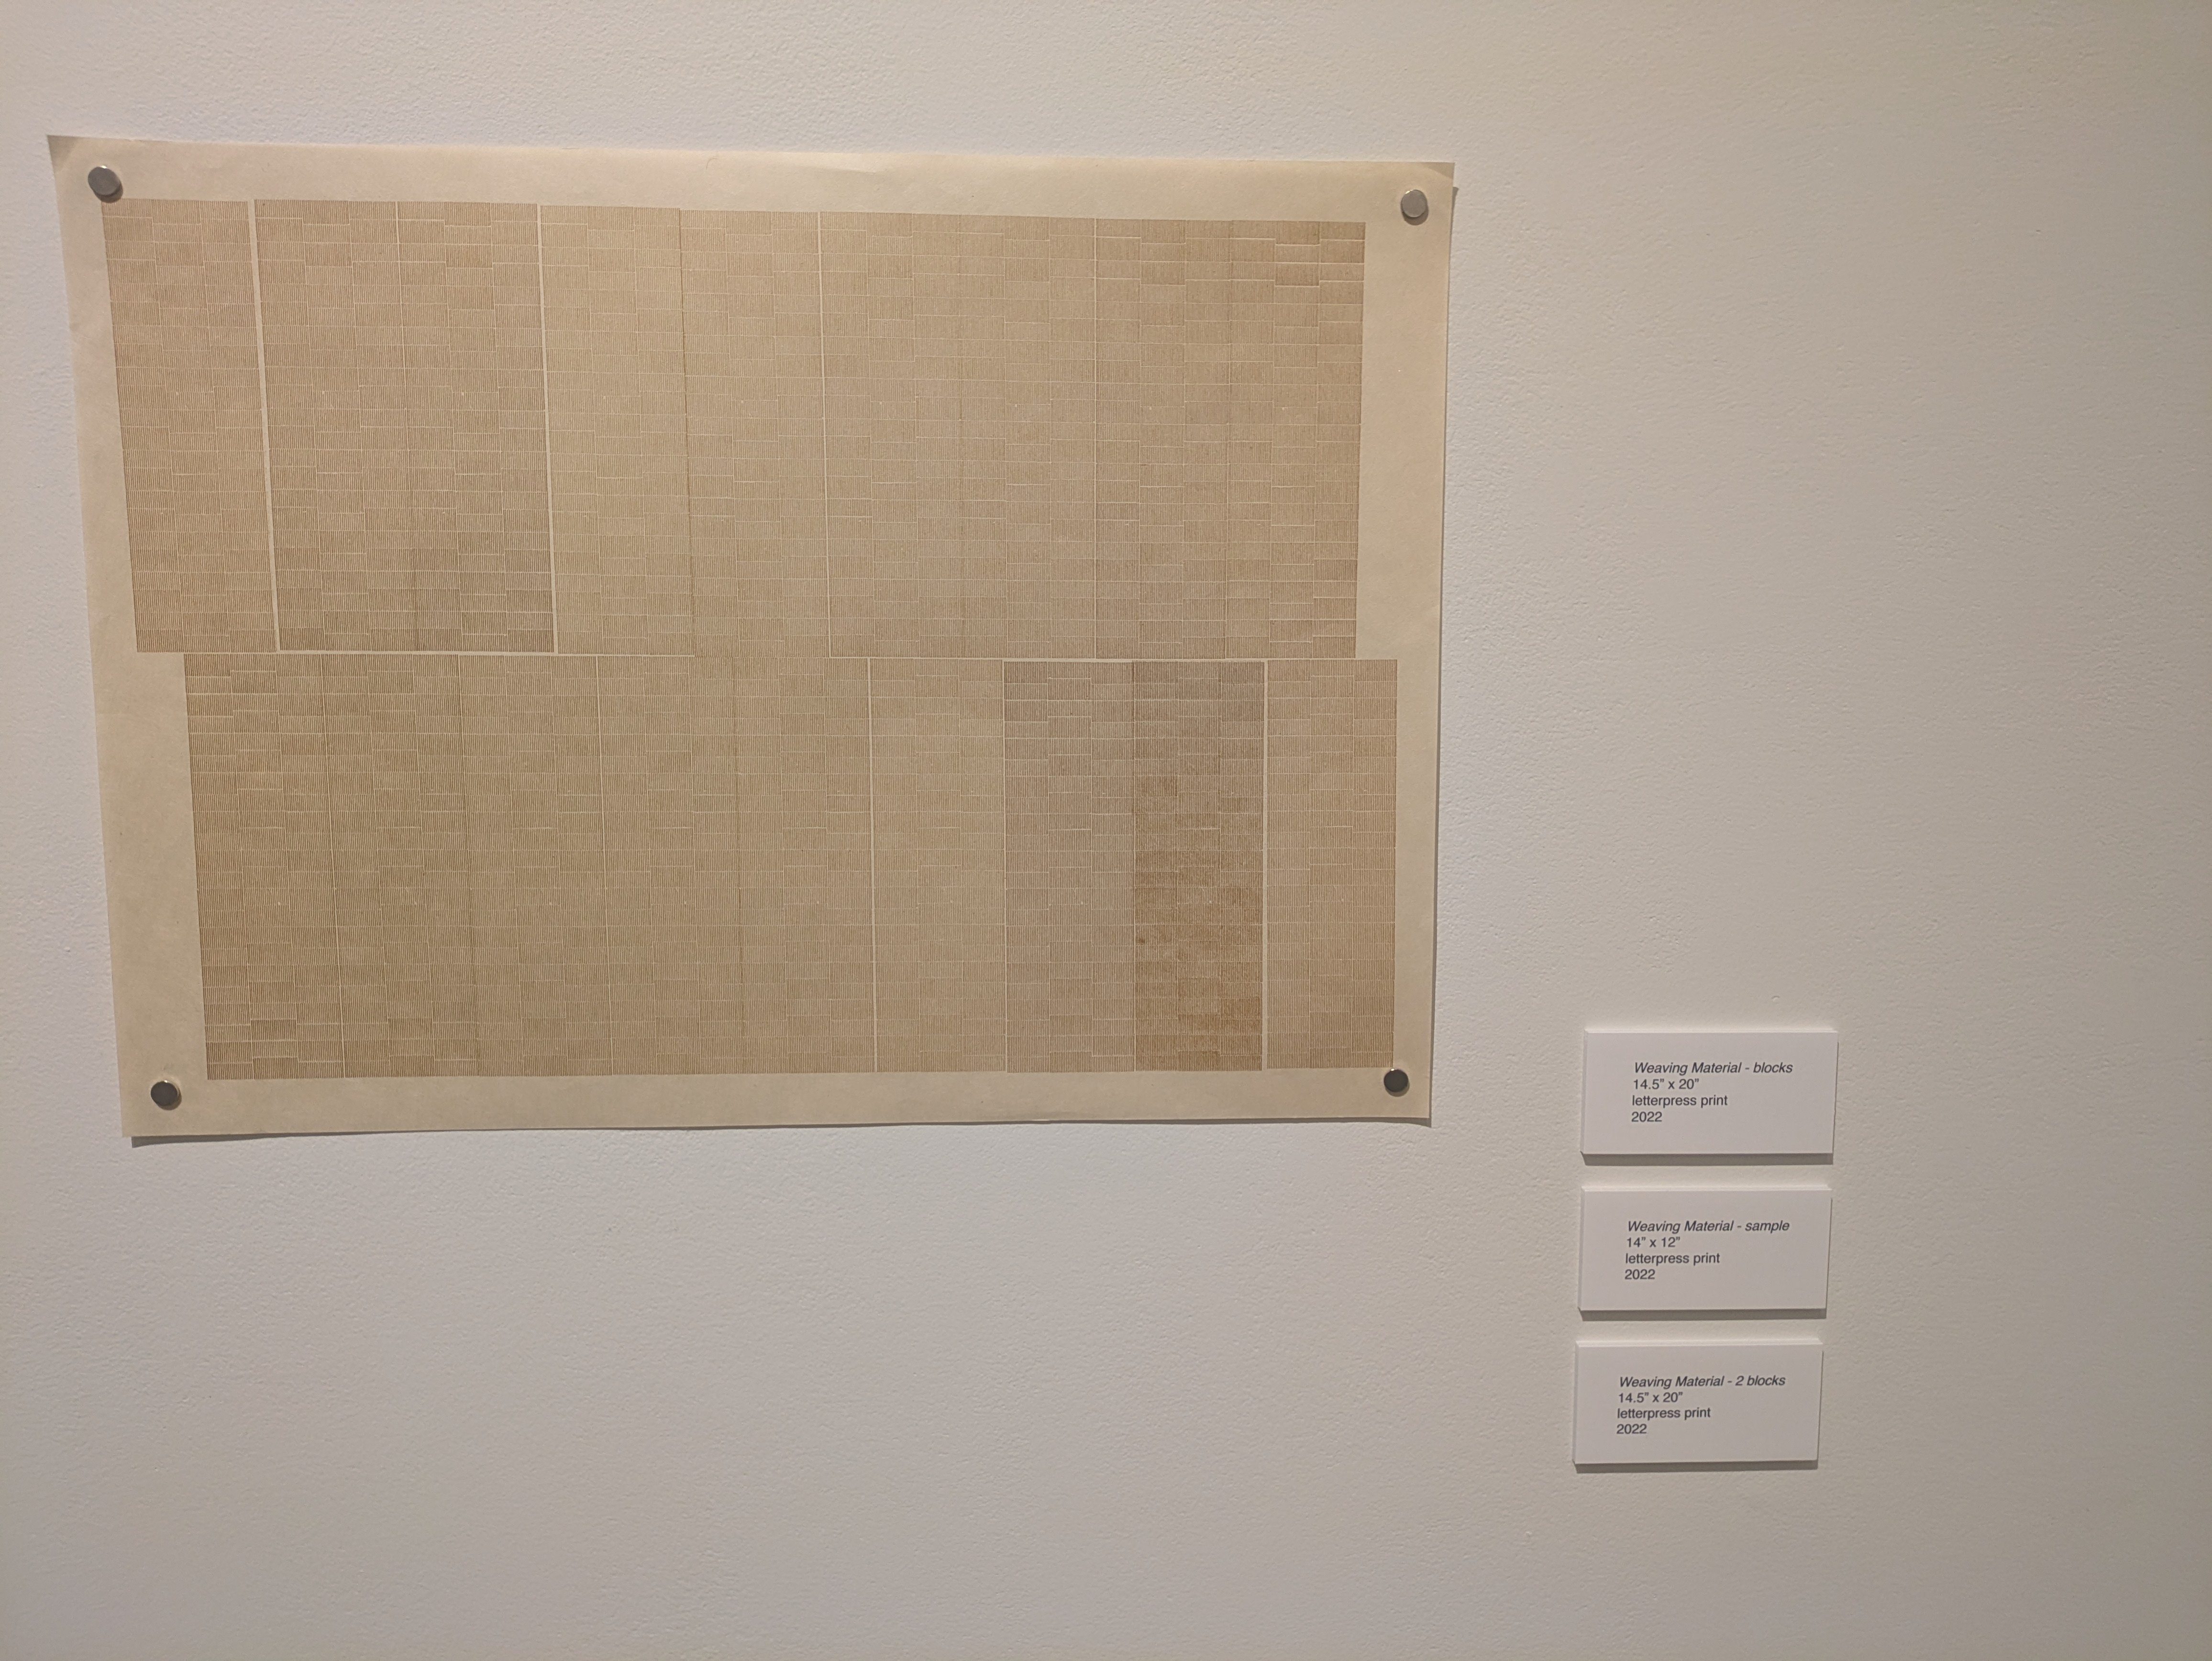 Weaving Material - blocks
14.5" x 20"
letterpress print
2022
Weaving Material - sample
14" x 12"
letterpress print
2022
Weaving Material - 2 blocks
14.5" x 20"
letterpress print
2022